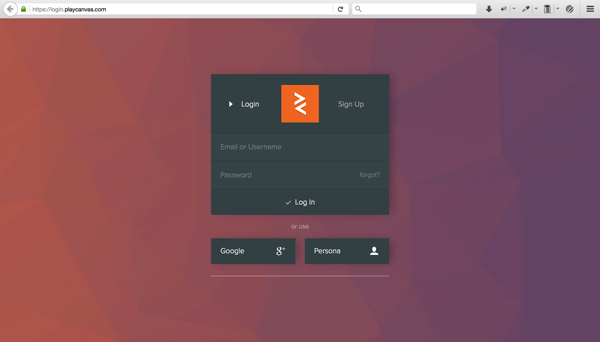 https://login.playcanvas.com
Login
Sign Up
Email or Username
Password
forgot?
Log In
or use
Google
g+
Persona